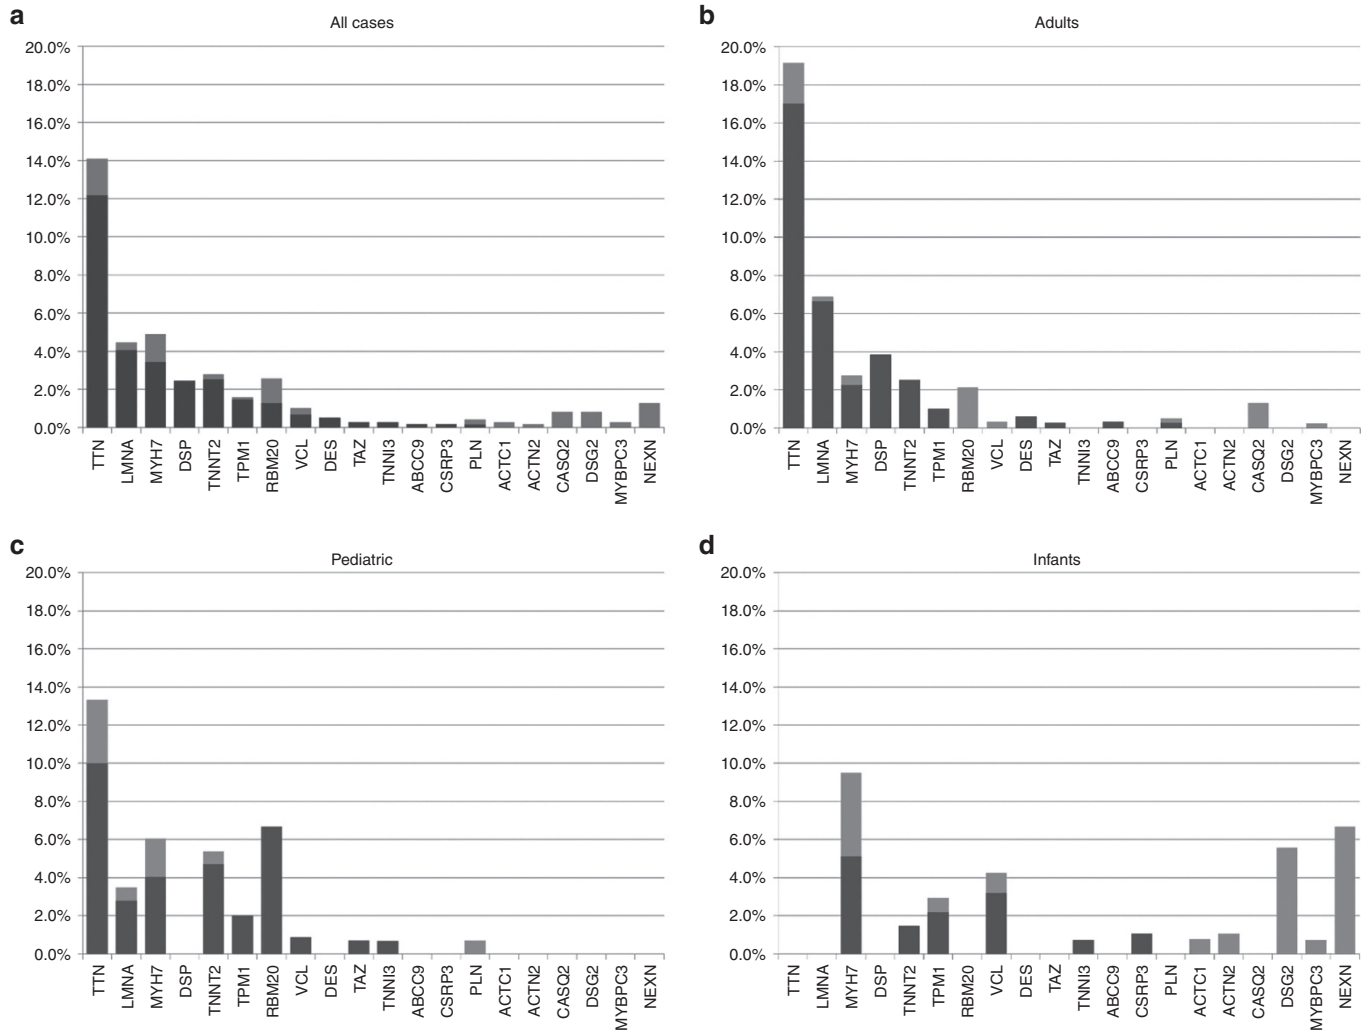 a
All cases
20.0%
18.0%
16.0%
14.0%
12.0%
10.0%
8.0%
6.0%
4.0%
2.0%
0.0%
TTN
LMNA
MYH7
DSP
TNNT2
TPM1
RBM20
VCL
DES
TAZ
TNNI3
ABCC9
CSRP3
PLN
ACTC1
ACTN2
CASQ2
DSG2
MYBPC3
NEXN
b
Adults
20.0%
18.0%
16.0%
14.0%
12.0%
10.0%
8.0%
6.0%
4.0%
2.0%
0.0%
TTN
LMNA
MYH7
DSP
TNNT2
TPM1
RBM20
VCL
DES
TAZ
TNNI3
ABCC9
CSRP3
PLN
ACTC1
ACTN2
CASQ2
DSG2
MYBPC3
NEXN
c
Pediatric
20.0%
18.0%
16.0%
14.0%
12.0%
10.0%
8.0%
6.0%
4.0%
2.0%
0.0%
TTN
LMNA
MYH7
DSP
TNNT2
TPM1
RBM20
VCL
DES
TAZ
TNNI3
ABCC9
CSRP3
PLN
ACTC1
ACTN2
CASQ2
DSG2
MYBPC3
NEXN
d
Infants
20.0%
18.0%
16.0%
14.0%
12.0%
10.0%
8.0%
6.0%
4.0%
2.0%
0.0%
TTN
LMNA
MYH7
DSP
TNNT2
TPM1
RBM20
VCL
DES
TAZ
TNNI3
ABCC9
CSRP3
PLN
ACTC1
ACTN2
CASQ2
DSG2
MYBPC3
NEXN